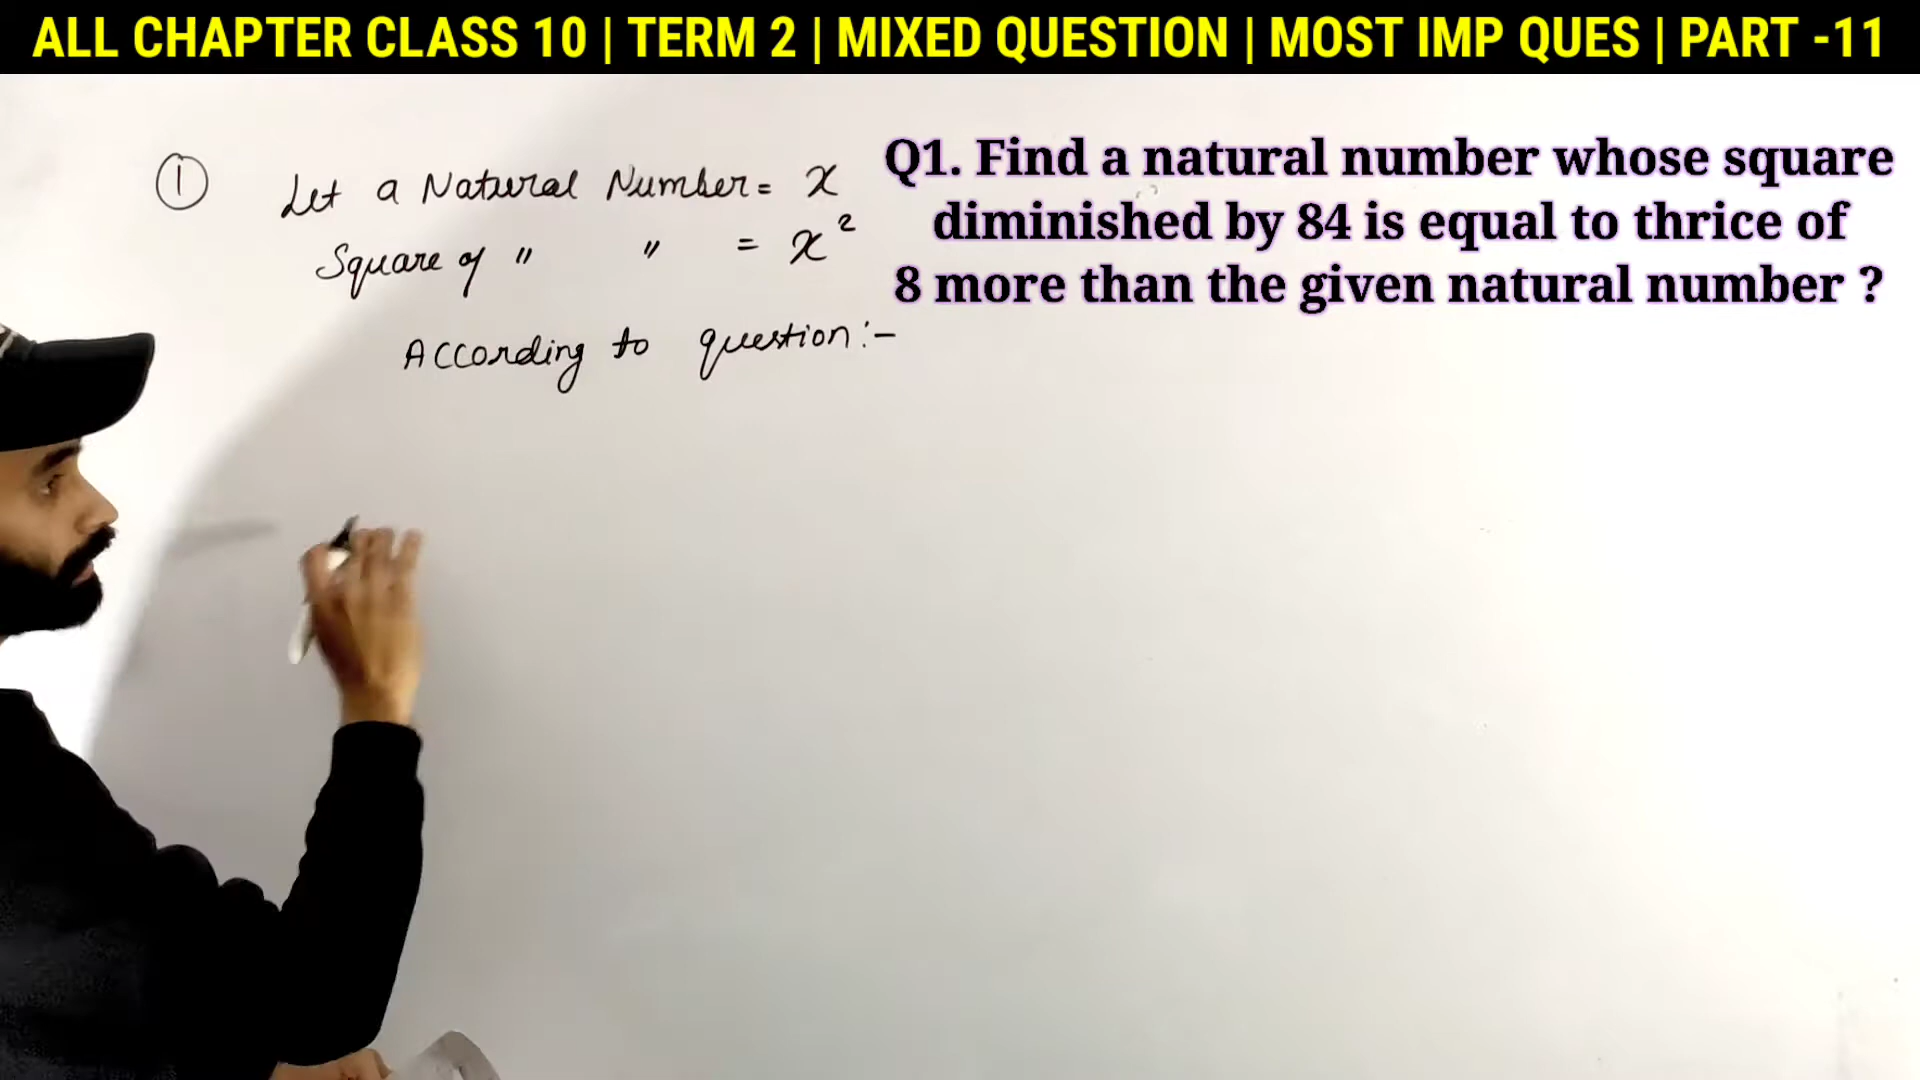 ALL CHAPTER CLASS 10 | TERM 2 | MIXED QUESTION | MOST IMP QUES | PART -11
Q1. Find a natural number whose square
diminished by 84 is equal to thrice of
8 more than the given natural number ?
① Let a Natural Number = x
Square of " " = x²
According to question:-